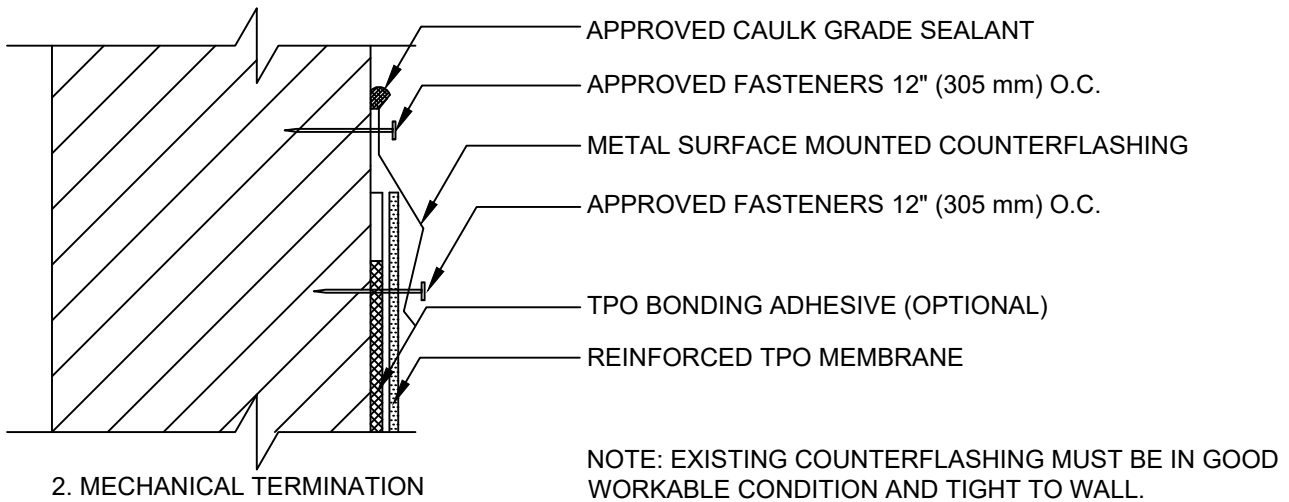 APPROVED CAULK GRADE SEALANT
APPROVED FASTENERS 12" (305 mm) O.C.
METAL SURFACE MOUNTED COUNTERFLASHING
APPROVED FASTENERS 12" (305 mm) O.C.
TPO BONDING ADHESIVE (OPTIONAL)
REINFORCED TPO MEMBRANE
2. MECHANICAL TERMINATION
NOTE: EXISTING COUNTERFLASHING MUST BE IN GOOD
WORKABLE CONDITION AND TIGHT TO WALL.